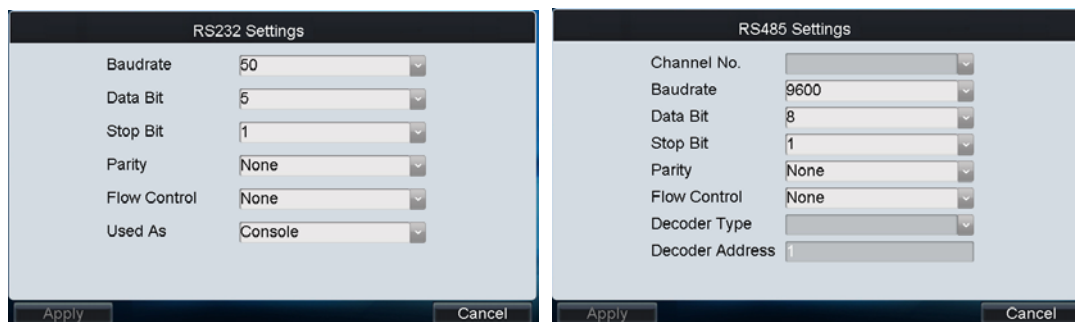 RS232 Settings
Baudrate 50
Data Bit 5
Stop Bit 1
Parity None
Flow Control None
Used As Console
Apply Cancel
RS485 Settings
Channel No.
Baudrate 9600
Data Bit 8
Stop Bit 1
Parity None
Flow Control None
Decoder Type
Decoder Address 1
Apply Cancel